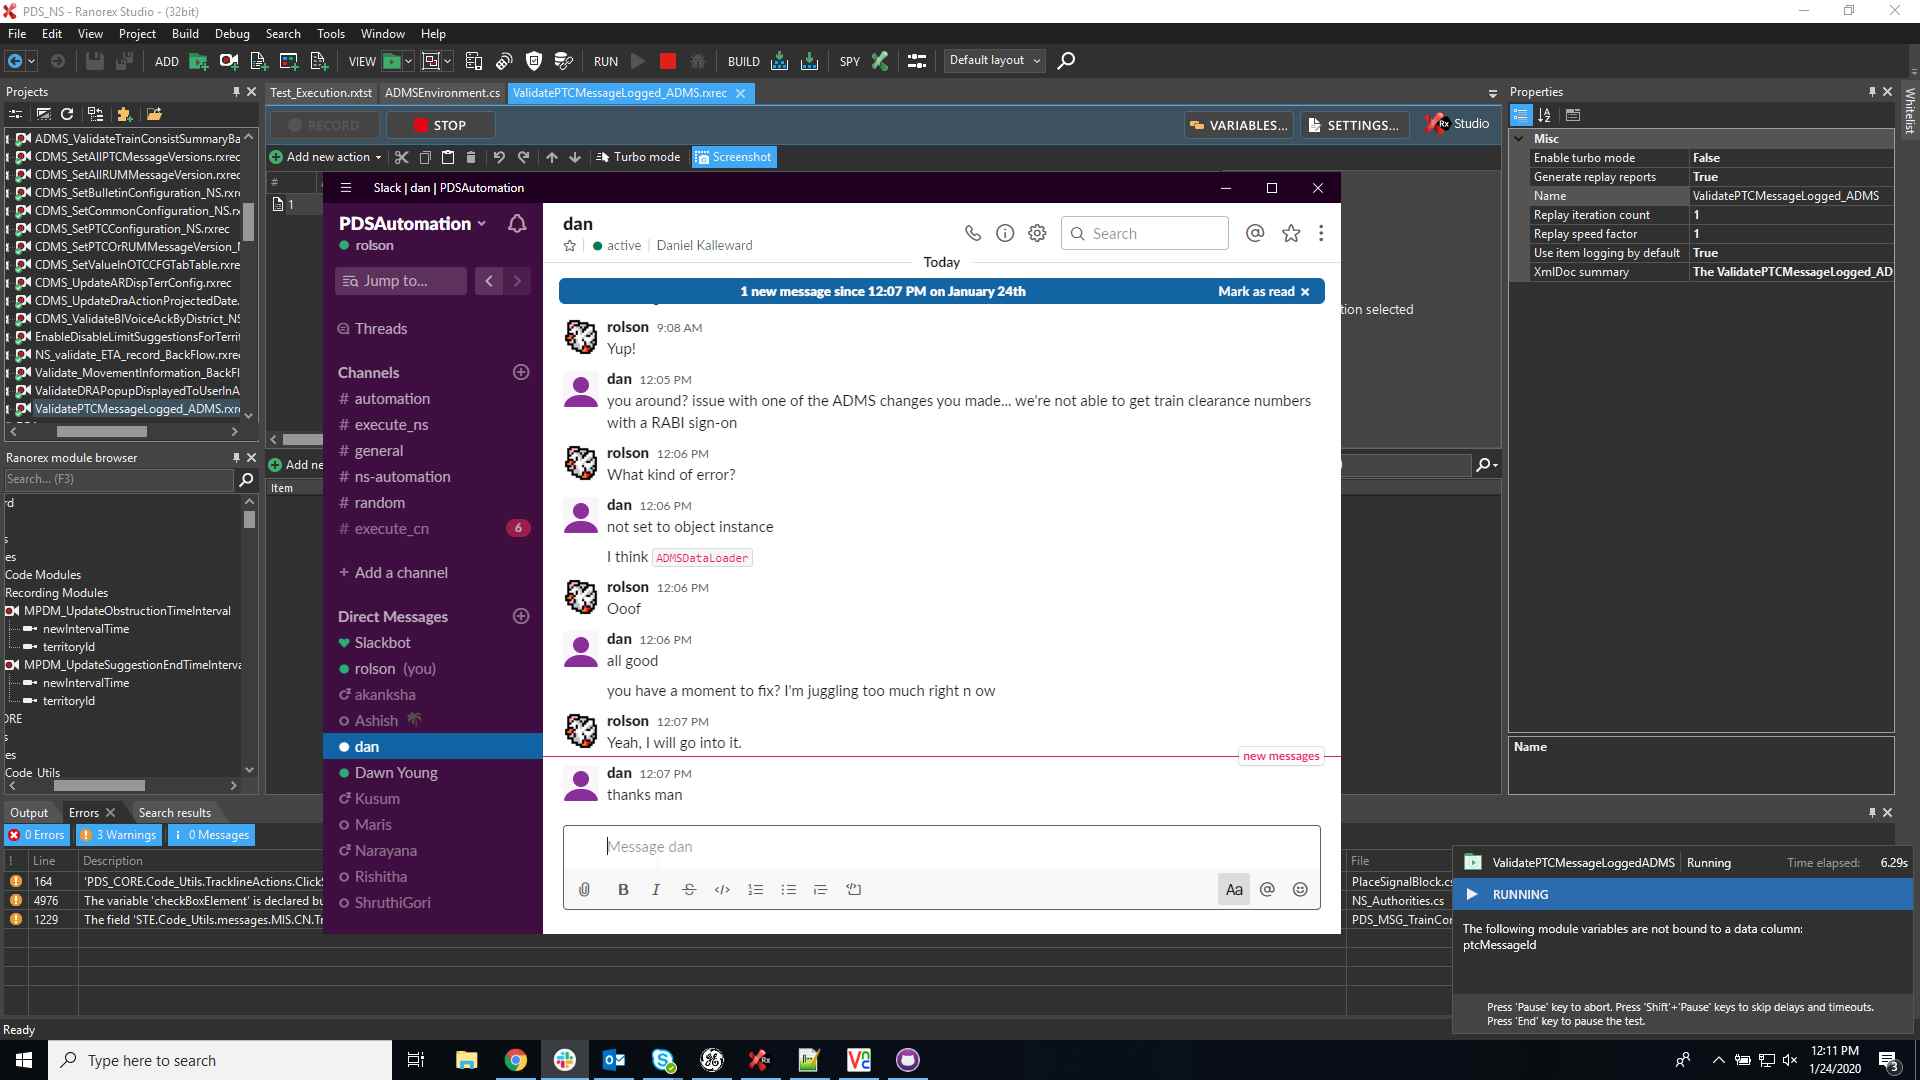 PDS_NS - Ranorex Studio - (32bit)
File Edit View Project Build Debug Search Tools Window Help
ADD VIEW RUN BUILD SPY Default layout
Projects
ADMS_ValidateTrainConsistSummaryBa
CDMS_SetAllPTCMessageVersions.rxrec
CDMS_SetAllRUMMessageVersion.rxrec
CDMS_SetBulletinConfiguration_NS.rx
CDMS_SetCommonConfiguration_NS.rx
CDMS_SetPTCConfiguration_NS.rxrec
CDMS_SetPTCOrRUMMessageVersion_N
CDMS_SetValueInOTCCFGTabTable.rxre
CDMS_UpdateARDispTerrConfig.rxrec
CDMS_UpdateDraActionProjectedDate.
CDMS_ValidateBIVoiceAckByDistrict_NS
EnableDisableLimitSuggestionsForTerrit
NS_validate_ETA_record_BackFlow.rxrec
Validate_MovementInformation_BackFl
ValidateDRAPopupDisplayedToUserInA
ValidatePTCMessageLogged_ADMS.rxre
Ranorex module browser
Search... (F3)
rd
s
es
Code Modules
Recording Modules
MPDM_UpdateObstructionTimeInterval
newIntervalTime
territoryId
MPDM_UpdateSuggestionEndTimeInterva
newIntervalTime
territoryId
ORE
s
es
Code Utils
Test_Execution.rxtst ADMSEnvironment.cs ValidatePTCMessageLogged_ADMS.rxrec
RECORD STOP VARIABLES... SETTINGS... Rx Studio
Add new action Turbo mode Screenshot
#
1
tion selected
Add ne
Item
Slack | dan | PDSAutomation
PDSAutomation
rolson
Jump to...
Threads
Channels
# automation
# execute_ns
# general
# ns-automation
# random
# execute_cn 6
+ Add a channel
Direct Messages
Slackbot
rolson (you)
akanksha
Ashish
dan
Dawn Young
Kusum
Maris
Narayana
Rishitha
ShruthiGori
dan
active | Daniel Kalleward
Search
Today
1 new message since 12:07 PM on January 24th Mark as read
rolson 9:08 AM
Yup!
dan 12:05 PM
you around? issue with one of the ADMS changes you made... we're not able to get train clearance numbers
with a RABI sign-on
rolson 12:06 PM
What kind of error?
dan 12:06 PM
not set to object instance
I think ADMSDataLoader
rolson 12:06 PM
Ooof
dan 12:06 PM
all good
you have a moment to fix? I'm juggling too much right n ow
rolson 12:07 PM
Yeah, I will go into it.
new messages
dan 12:07 PM
thanks man
Message dan
B I S </> Aa @
Properties
Whitelist
Misc
Enable turbo mode False
Generate replay reports True
Name ValidatePTCMessageLogged_ADMS
Replay iteration count 1
Replay speed factor 1
Use item logging by default True
XmlDoc summary The ValidatePTCMessageLogged_AD
Name
Output Errors Search results
0 Errors 3 Warnings 0 Messages
! Line Description File
164 'PDS_CORE.Code_Utils.TracklineActions.ClickS PlaceSignalBlock.cs
4976 The variable 'checkBoxElement' is declared bu NS_Authorities.cs
1229 The field 'STE.Code_Utils.messages.MIS.CN.Tr PDS_MSG_TrainCor
ValidatePTCMessageLoggedADMS | Running Time elapsed: 6.29s
RUNNING
The following module variables are not bound to a data column:
ptcMessageId
Press 'Pause' key to abort. Press 'Shift'+'Pause' keys to skip delays and timeouts.
Press 'End' key to pause the test.
Ready
Type here to search
12:11 PM
1/24/2020
3